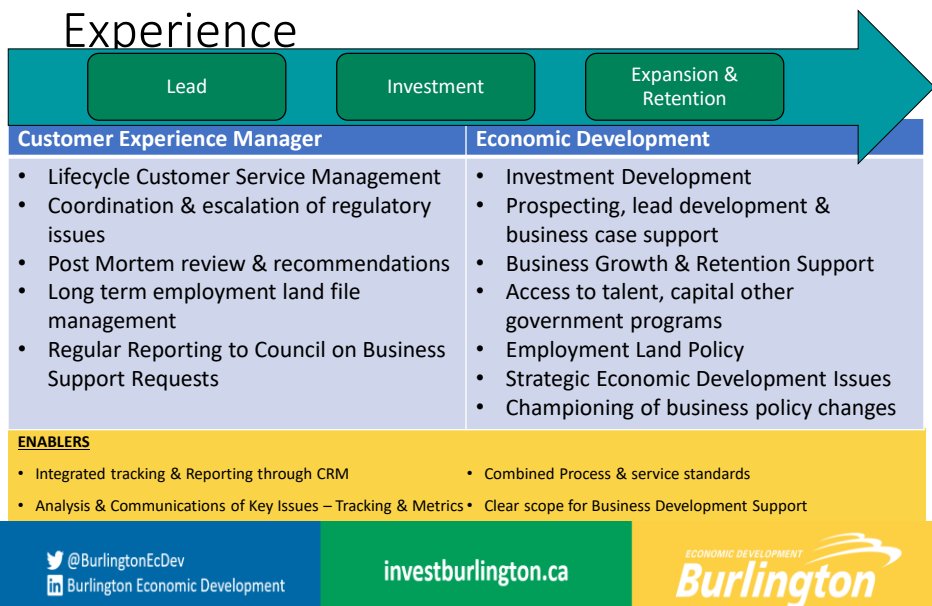 Experience
Lead
Investment
Expansion &
Retention
Customer Experience Manager
Economic Development
• Lifecycle Customer Service Management
• Coordination & escalation of regulatory
issues
• Post Mortem review & recommendations
• Long term employment land file
management
• Regular Reporting to Council on Business
Support Requests
• Investment Development
• Prospecting, lead development &
business case support
• Business Growth & Retention Support
• Access to talent, capital other
government programs
• Employment Land Policy
• Strategic Economic Development Issues
• Championing of business policy changes
ENABLERS
• Integrated tracking & Reporting through CRM
• Analysis & Communications of Key Issues – Tracking & Metrics
• Combined Process & service standards
• Clear scope for Business Development Support
@BurlingtonEcDev
in Burlington Economic Development
investburlington.ca
ECONOMIC DEVELOPMENT
Burlington